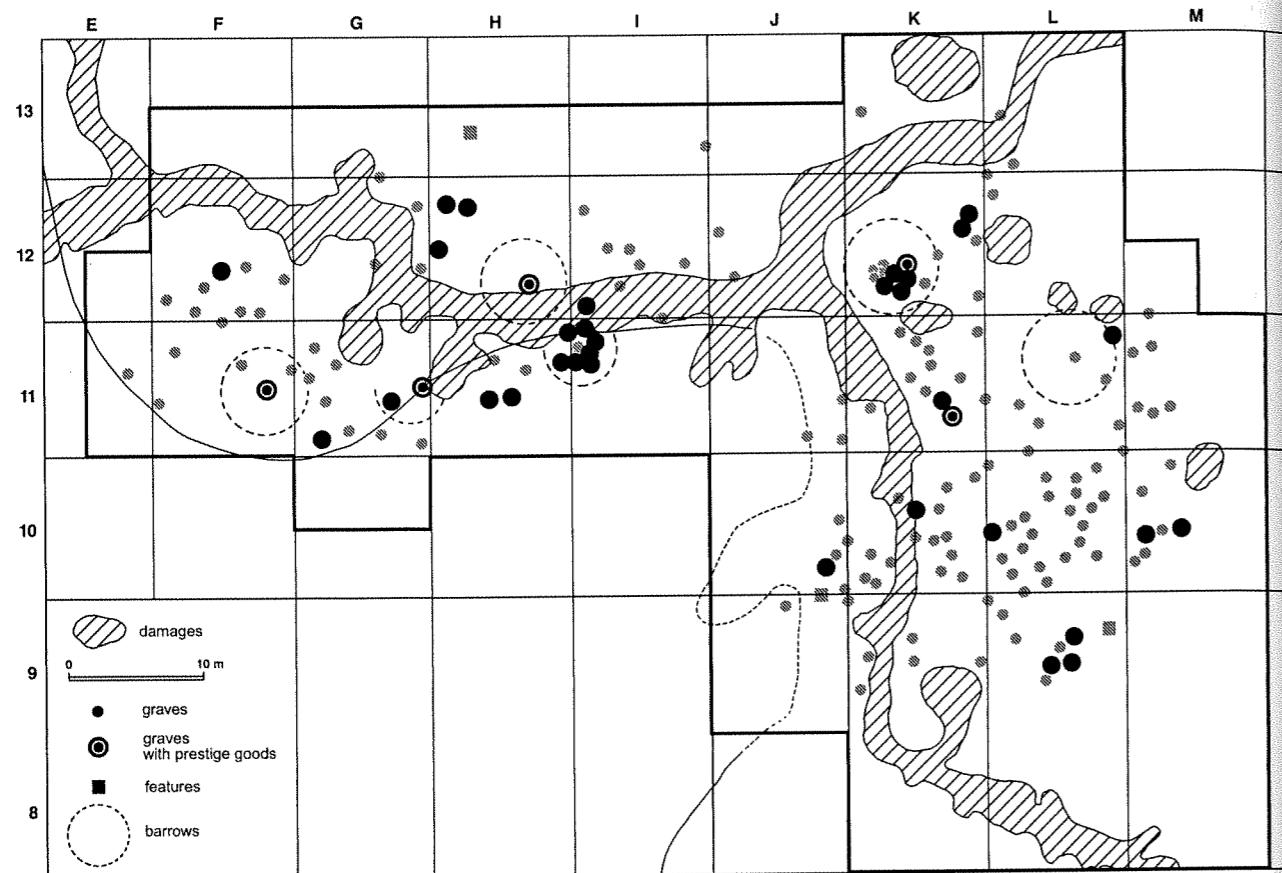 E F G H I J K L M
13
12
11
10
9
8
damages
0 10 m
graves
graves
with prestige goods
features
barrows